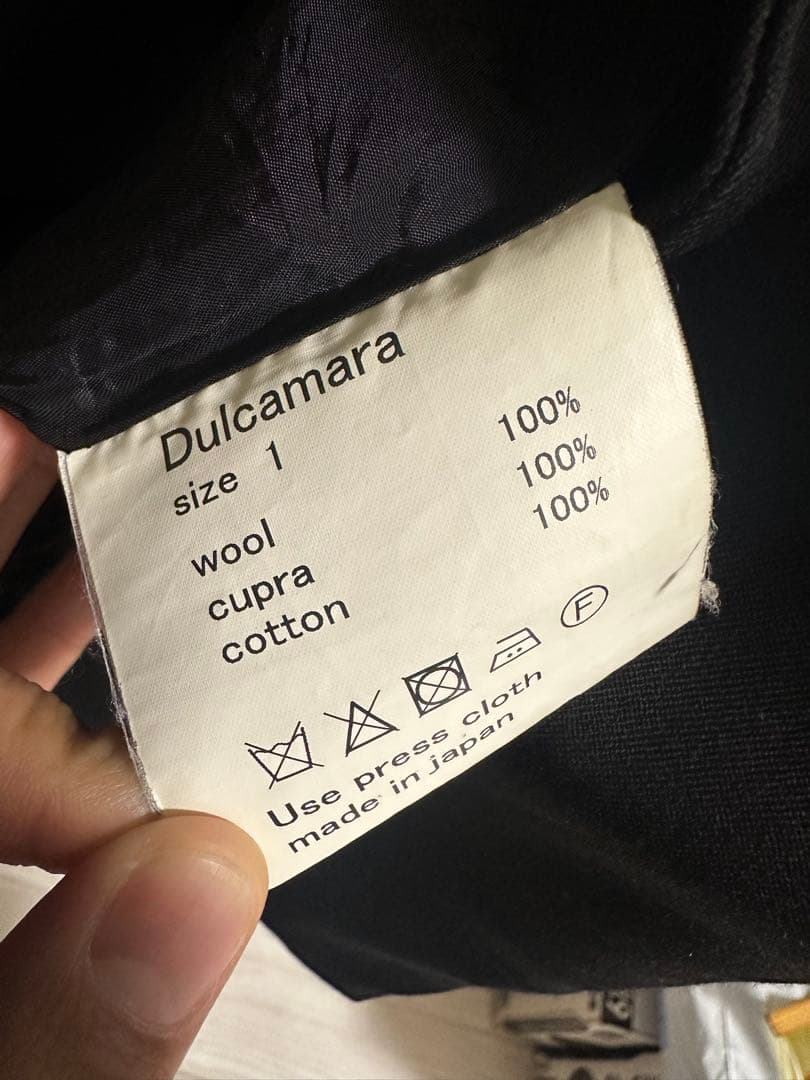 Dulcamara
size 1
wool 100%
cupra 100%
cotton 100%
F
Use press cloth
made in japan